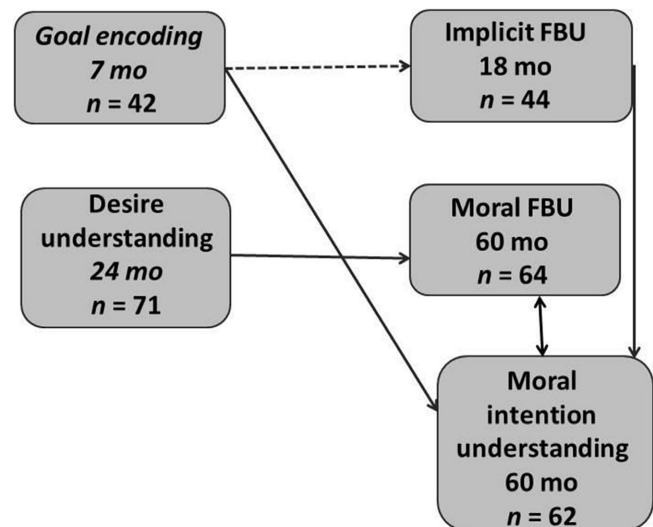 Goal encoding
7 mo
n = 42
Implicit FBU
18 mo
n = 44
Desire
understanding
24 mo
n = 71
Moral FBU
60 mo
n = 64
Moral
intention
understanding
60 mo
n = 62